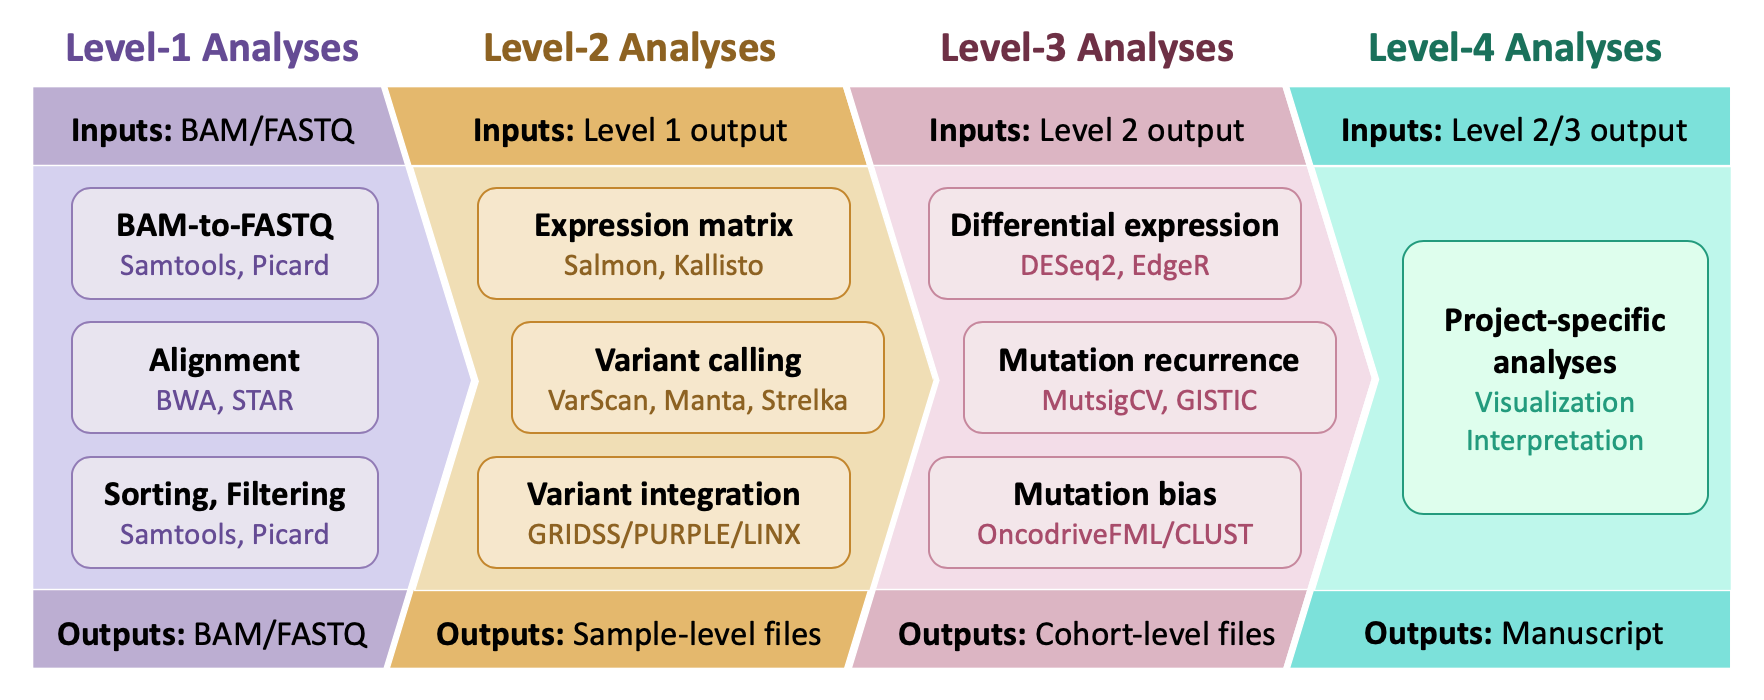 Level-1 Analyses
Inputs: BAM/FASTQ
BAM-to-FASTQ
Samtools, Picard
Alignment
BWA, STAR
Sorting, Filtering
Samtools, Picard
Outputs: BAM/FASTQ
Level-2 Analyses
Inputs: Level 1 output
Expression matrix
Salmon, Kallisto
Variant calling
VarScan, Manta, Strelka
Variant integration
GRIDSS/PURPLE/LINX
Outputs: Sample-level files
Level-3 Analyses
Inputs: Level 2 output
Differential expression
DESeq2, EdgeR
Mutation recurrence
MutsigCV, GISTIC
Mutation bias
OncodriveFML/CLUST
Outputs: Cohort-level files
Level-4 Analyses
Inputs: Level 2/3 output
Project-specific
analyses
Visualization
Interpretation
Outputs: Manuscript